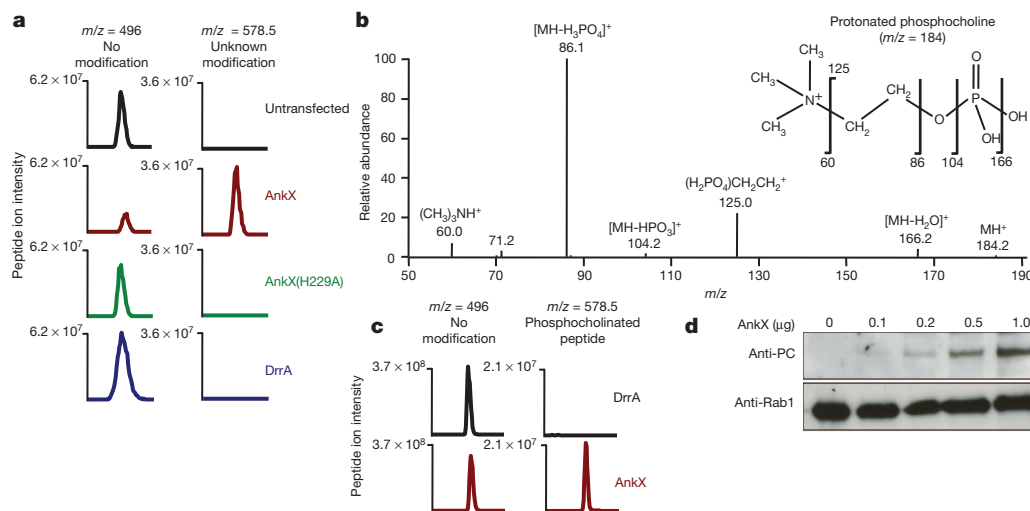 a
m/z = 496
No
modification
m/z = 578.5
Unknown
modification
6.2 × 10⁷
3.6 × 10⁷
Untransfected
6.2 × 10⁷
3.6 × 10⁷
AnkX
6.2 × 10⁷
3.6 × 10⁷
AnkX(H229A)
6.2 × 10⁷
3.6 × 10⁷
DrrA
Peptide ion intensity
b
Relative abundance
100
80
60
40
20
0
50
70
90
110
130
150
170
190
m/z
(CH₃)₃NH⁺
60.0
71.2
[MH-H₃PO₄]⁺
86.1
[MH-HPO₃]⁺
104.2
(H₂PO₄)CH₂CH₂⁺
125.0
[MH-H₂O]⁺
166.2
MH⁺
184.2
Protonated phosphocholine
(m/z = 184)
CH₃
125
O
CH₃
CH₂
N⁺
P
CH₃
CH₂
O
OH
OH
60
86
104
166
c
m/z = 496
No
modification
m/z = 578.5
Phosphocholinated
peptide
3.7 × 10⁸
2.1 × 10⁷
DrrA
3.7 × 10⁸
2.1 × 10⁷
AnkX
Peptide ion intensity
d
AnkX (μg)
0
0.1
0.2
0.5
1.0
Anti-PC
Anti-Rab1